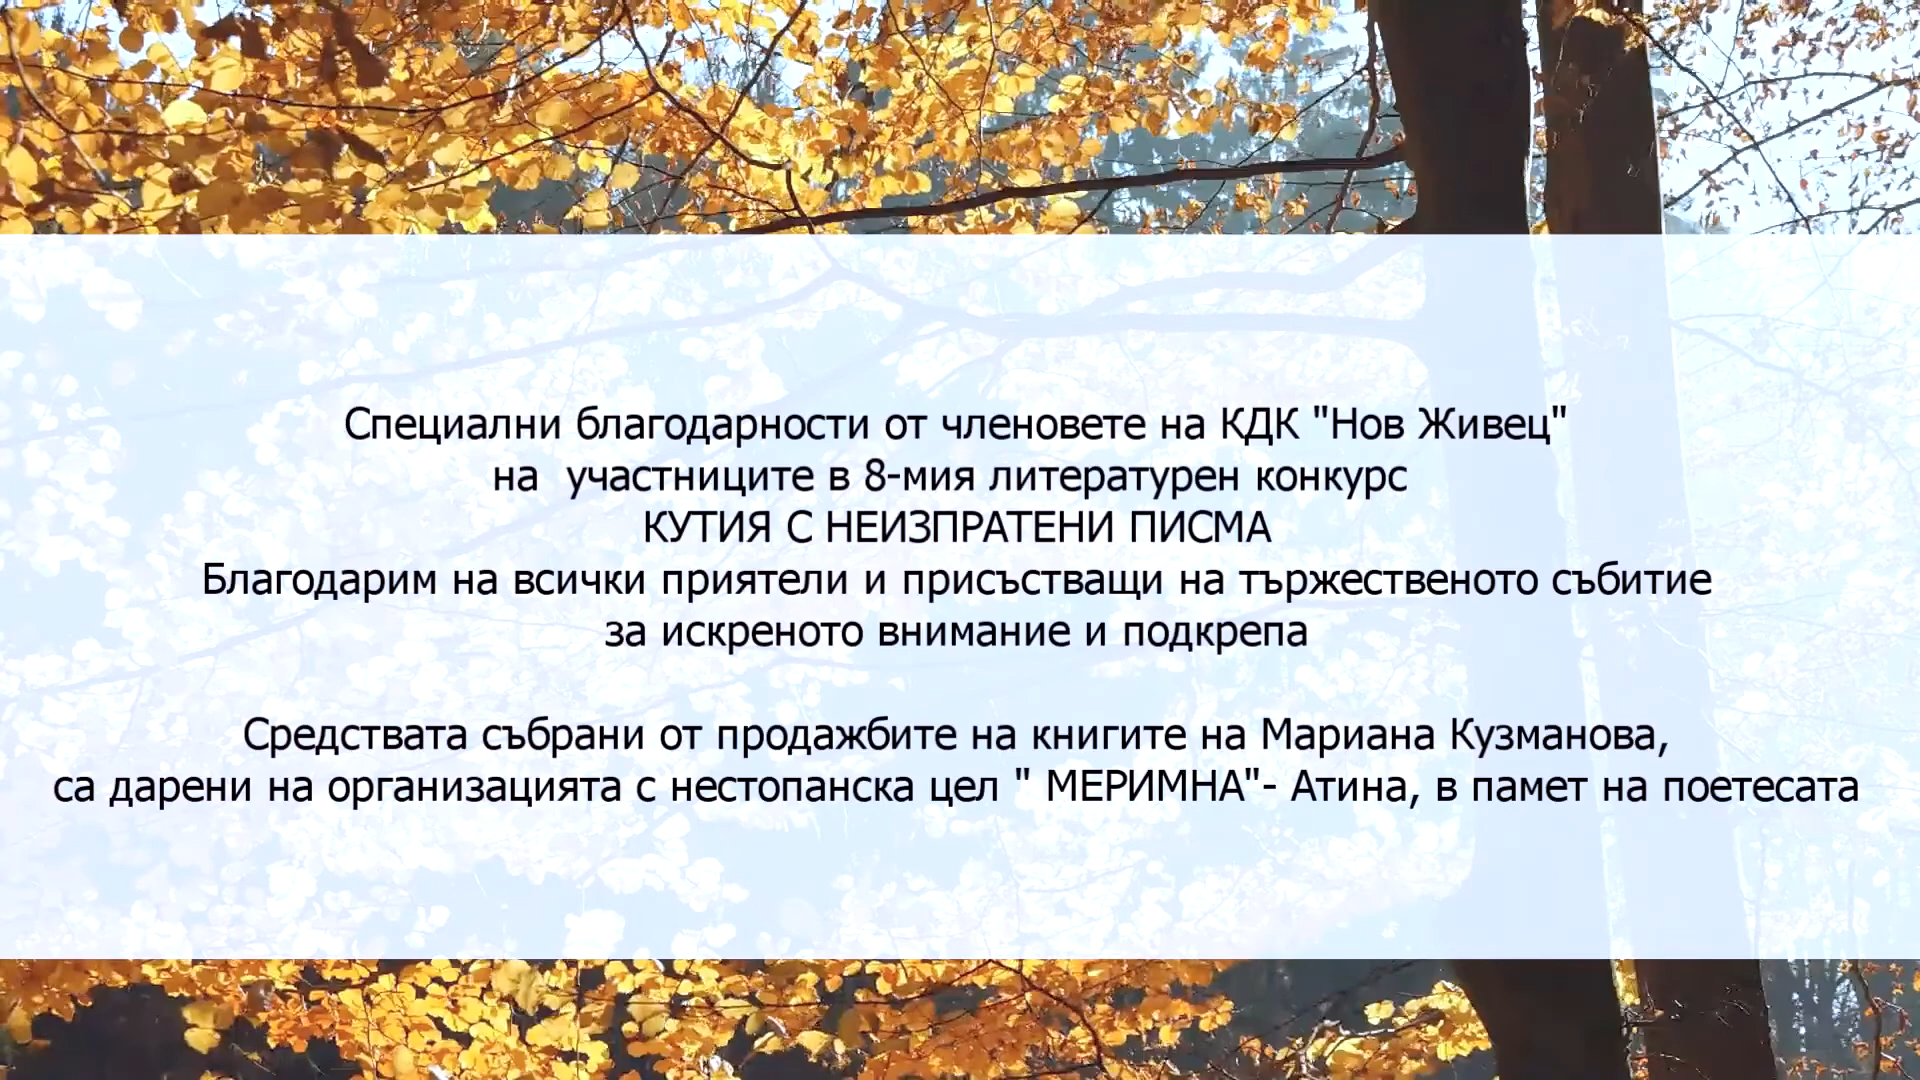 Специални благодарности от членовете на КДК "Нов Живец"
на  участниците в 8-мия литературен конкурс
КУТИЯ С НЕИЗПРАТЕНИ ПИСМА
Благодарим на всички приятели и присъстващи на тържественото събитие
за искреното внимание и подкрепа
Средствата събрани от продажбите на книгите на Мариана Кузманова,
са дарени на организацията с нестопанска цел " МЕРИМНА"- Атина, в памет на поетесата